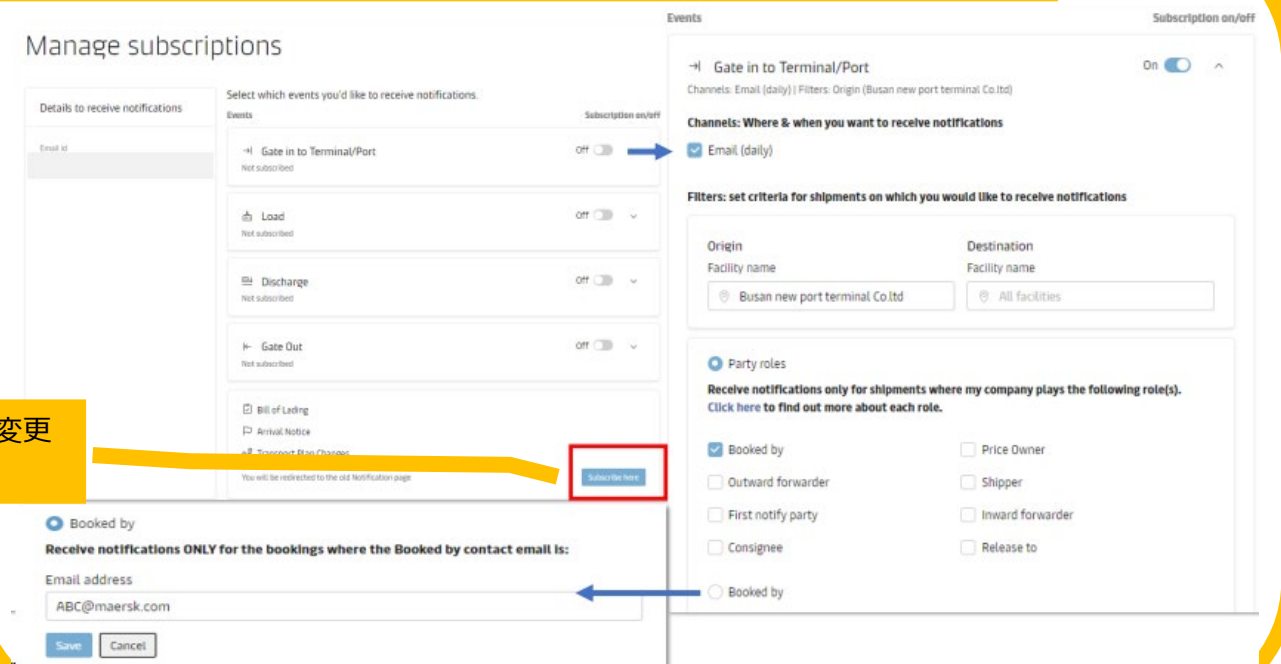 Manage subscriptions
Details to receive notifications
Email id
Select which events you'd like to receive notifications.
Events
Subscription on/off
Gate in to Terminal/Port
Off
Not subscribed
Load
Off
Not subscribed
Discharge
Off
Not subscribed
Gate Out
Off
Not subscribed
Bill of Lading
Arrival Notice
Transport Plan Changes
You will be redirected to the old Notification page
Subscribe here
変更
Booked by
Receive notifications ONLY for the bookings where the Booked by contact email is:
Email address
ABC@maersk.com
Save
Cancel
Events
Subscription on/off
Gate in to Terminal/Port
On
Channels: Email (daily) | Filters: Origin (Busan new port terminal Co.ltd)
Channels: Where & when you want to receive notifications
Email (daily)
Filters: set criteria for shipments on which you would like to receive notifications
Origin
Destination
Facility name
Facility name
Busan new port terminal Co.ltd
All facilities
Party roles
Receive notifications only for shipments where my company plays the following role(s).
Click here to find out more about each role.
Booked by
Price Owner
Outward forwarder
Shipper
First notify party
Inward forwarder
Consignee
Release to
Booked by